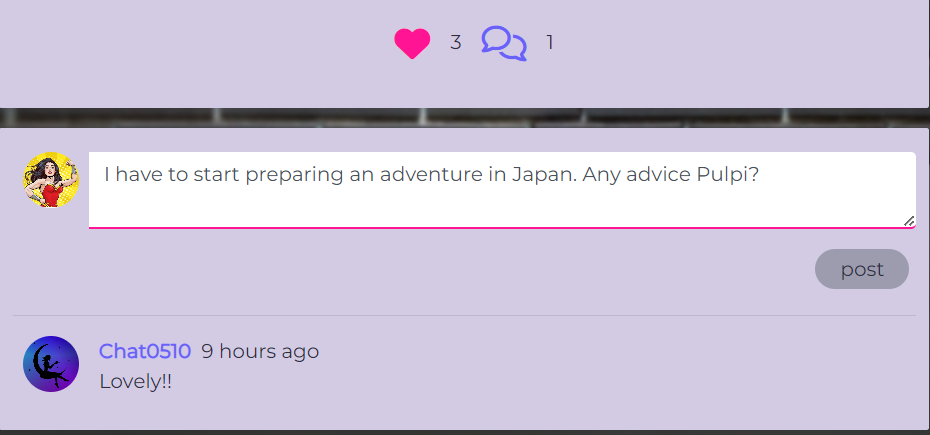 3 1
I have to start preparing an adventure in Japan. Any advice Pulpi?
post
Chat0510 9 hours ago
Lovely!!